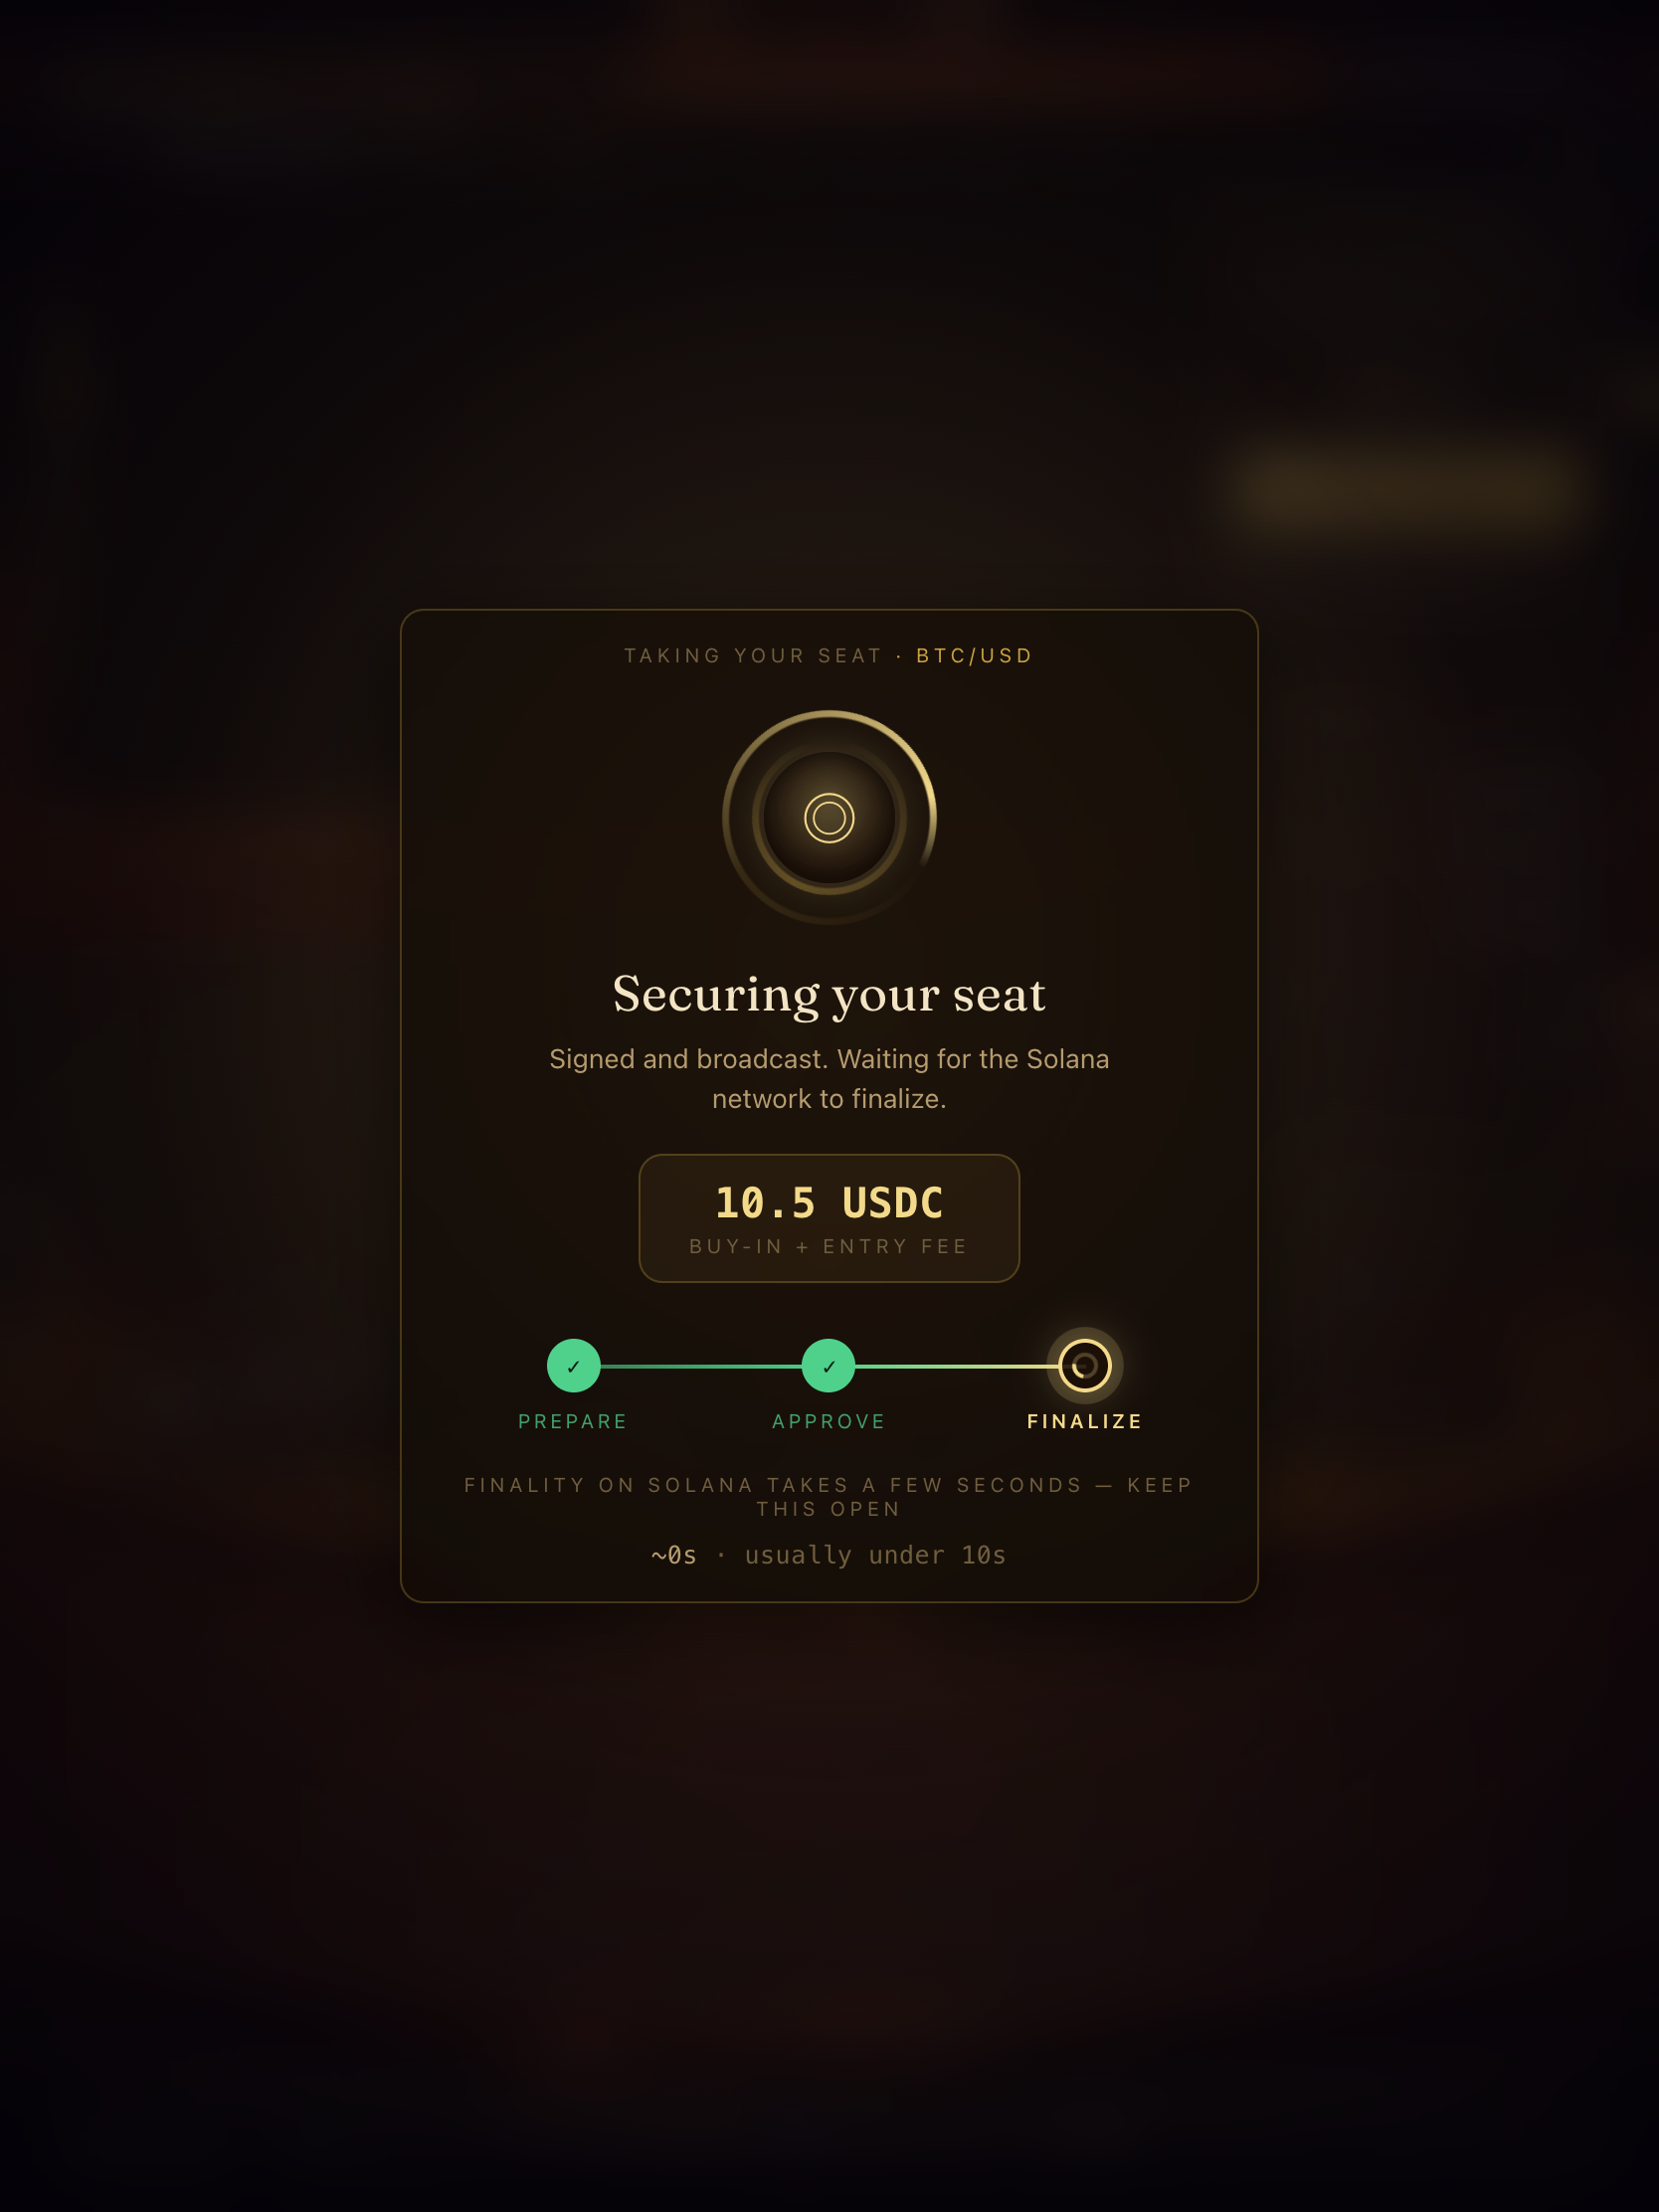 TAKING YOUR SEAT · BTC/USD
Securing your seat
Signed and broadcast. Waiting for the Solana
network to finalize.
10.5 USDC
BUY-IN + ENTRY FEE
✓ ✓
PREPARE APPROVE FINALIZE
FINALITY ON SOLANA TAKES A FEW SECONDS — KEEP
THIS OPEN
~0s · usually under 10s